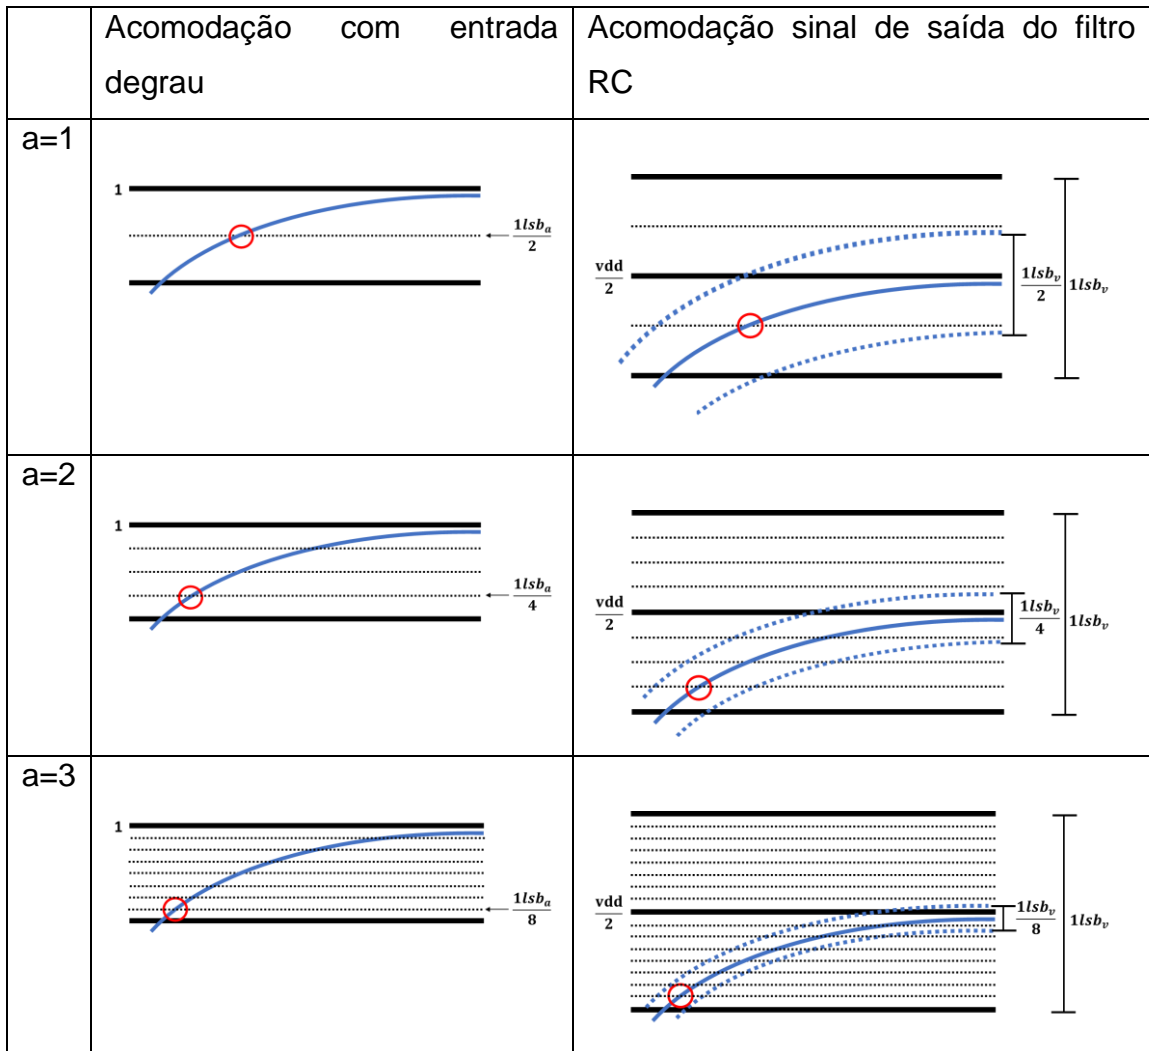 Acomodação com entrada
degrau
Acomodação sinal de saída do filtro
RC
a=1
1
1lsb_a
2
vdd
2
1lsb_v
2
1lsb_v
a=2
1
1lsb_a
4
vdd
2
1lsb_v
4
1lsb_v
a=3
1
1lsb_a
8
vdd
2
1lsb_v
8
1lsb_v